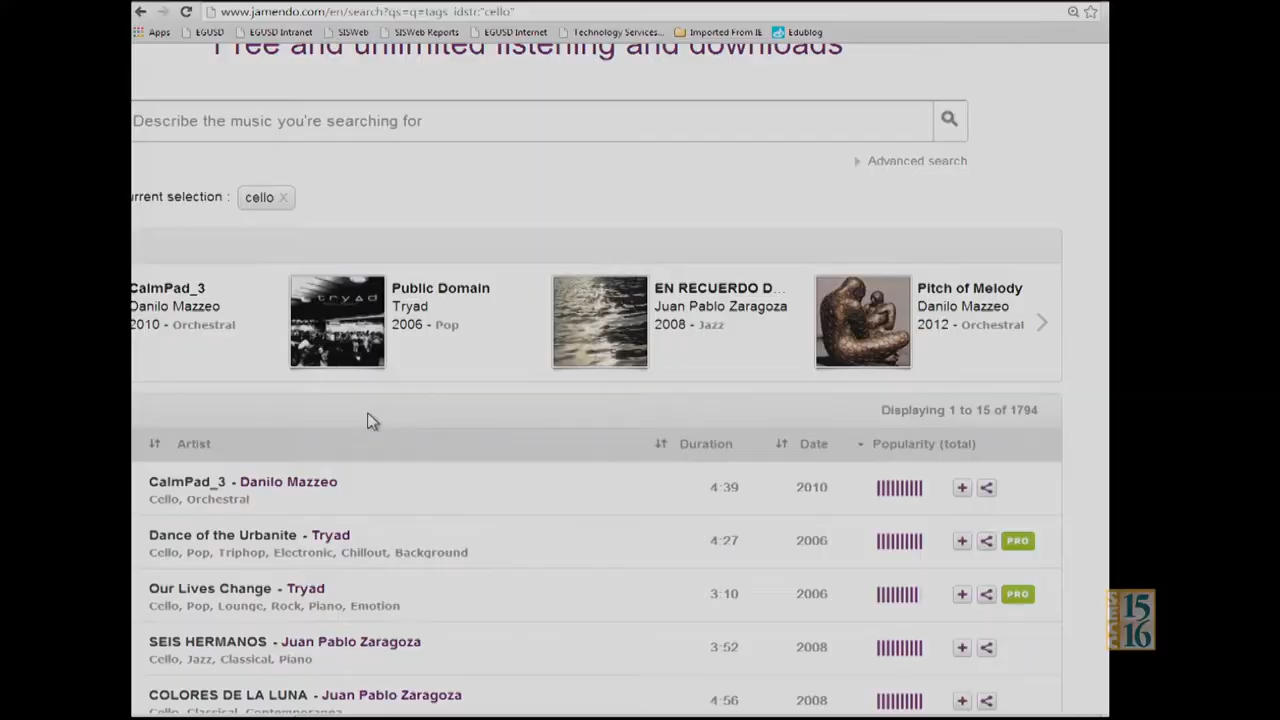 www.jamendo.com/en/search?qs=q=tags_idstr:"cello"
Apps EGUSD EGUSD Intranet SISWeb SISWeb Reports EGUSD Internet Technology Services... Imported From IE Edublog
Free and unlimited listening and downloads
Describe the music you're searching for
Advanced search
urrent selection : cello X
CalmPad_3
Danilo Mazzeo
2010 - Orchestral
tryad
Public Domain
Tryad
2006 - Pop
EN RECUERDO D...
Juan Pablo Zaragoza
2008 - Jazz
Pitch of Melody
Danilo Mazzeo
2012 - Orchestral
Displaying 1 to 15 of 1794
Artist Duration Date Popularity (total)
CalmPad_3 - Danilo Mazzeo 4:39 2010
Cello, Orchestral
Dance of the Urbanite - Tryad 4:27 2006 + PRO
Cello, Pop, Triphop, Electronic, Chillout, Background
Our Lives Change - Tryad 3:10 2006 + PRO
Cello, Pop, Lounge, Rock, Piano, Emotion
SEIS HERMANOS - Juan Pablo Zaragoza 3:52 2008
Cello, Jazz, Classical, Piano
COLORES DE LA LUNA - Juan Pablo Zaragoza 4:56 2008
Cello, Classical, Contemporanea
15
16